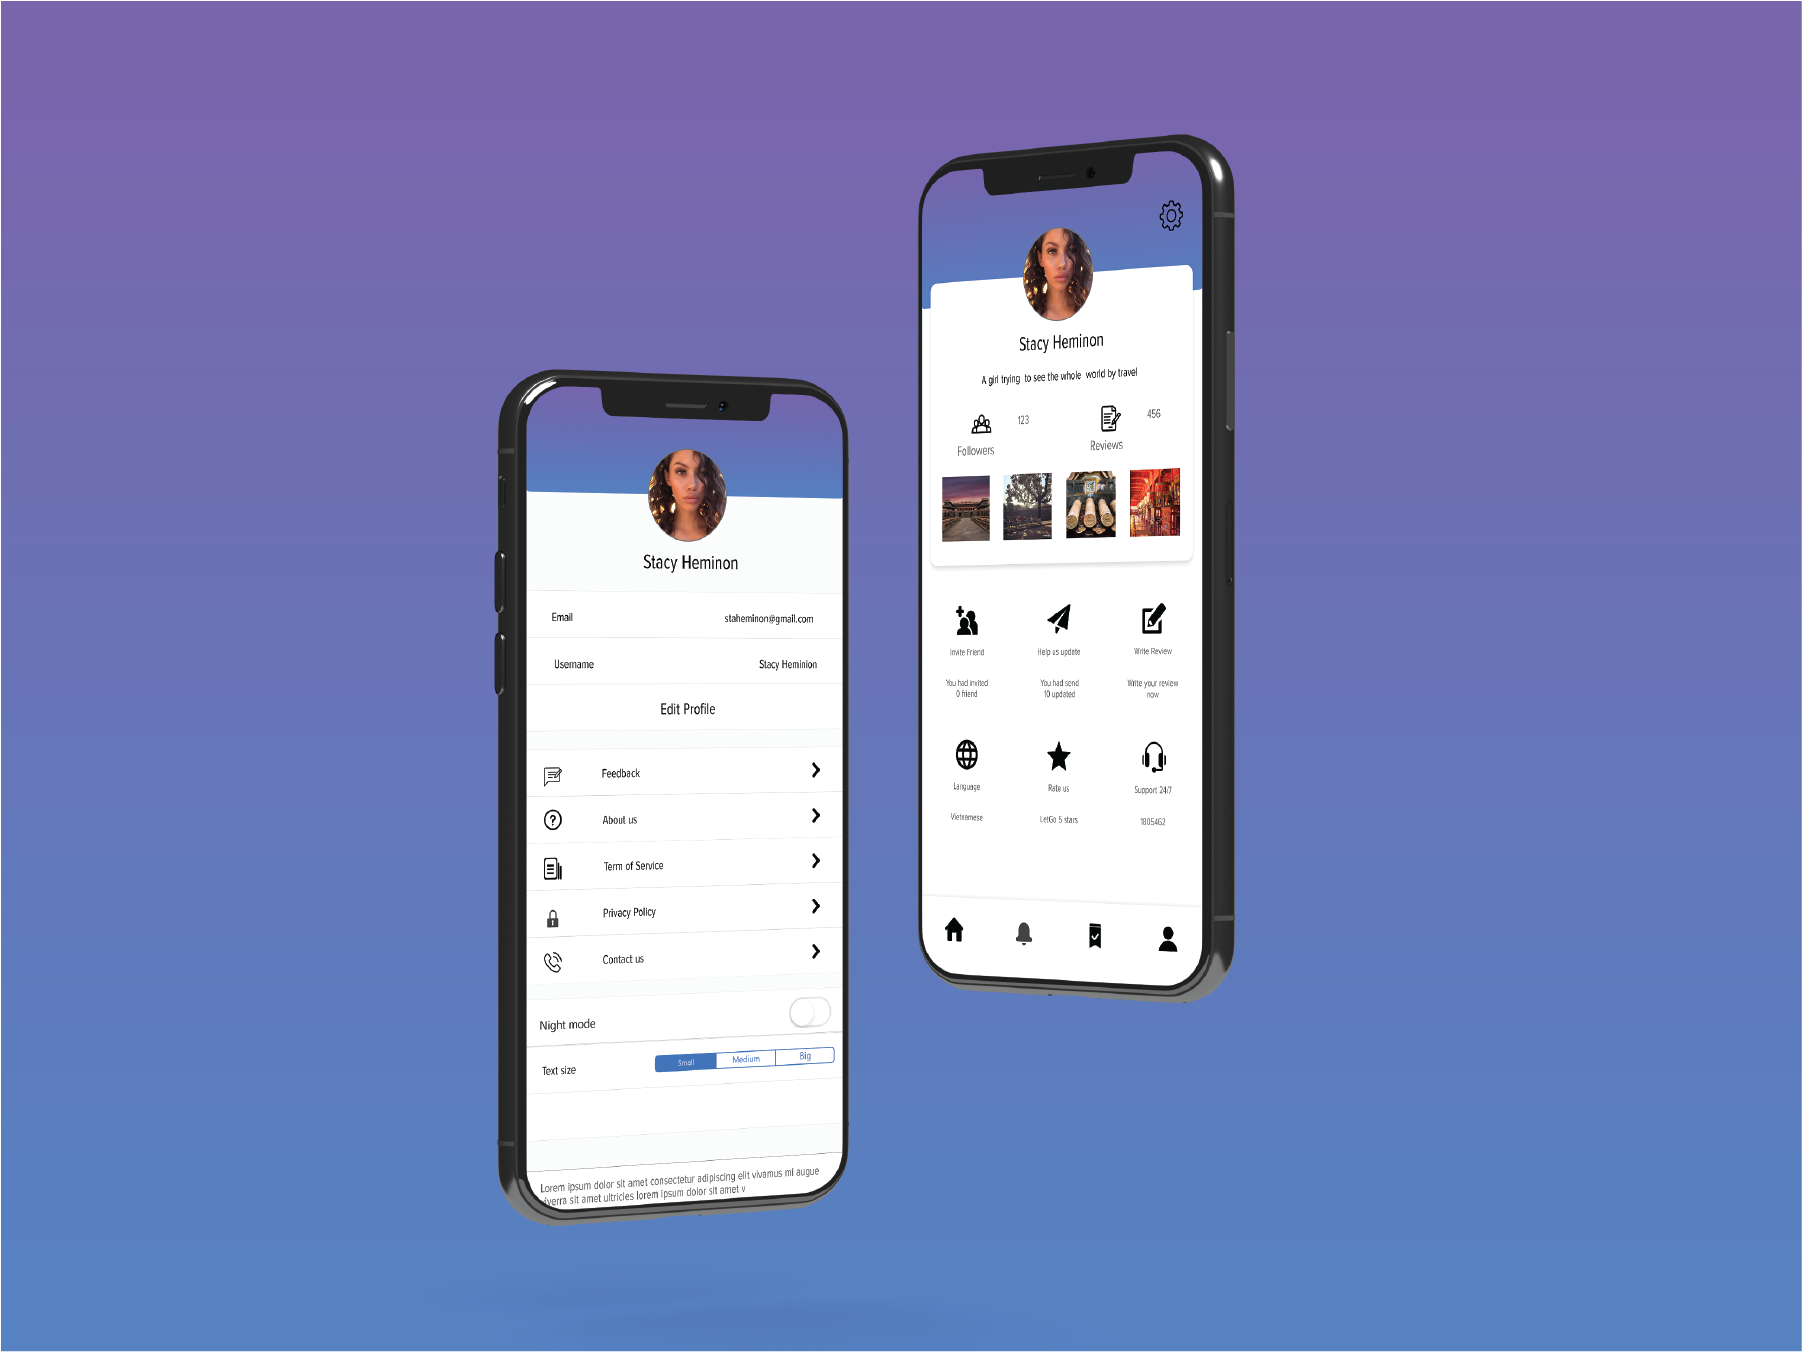 Stacy Heminon
Email staheminon@gmail.com
Username Stacy Heminion
Edit Profile
Feedback
About us
Term of Service
Privacy Policy
Contact us
Night mode
Text size Small Medium Big
Lorem ipsum dolor sit amet consectetur adipiscing elit vivamus mi augue
viverra sit amet ultricies lorem ipsum dolor sit amet v
Stacy Heminon
A girl trying to see the whole world by travel
123 456
Followers Reviews
Invite Friend Help us update Write Review
You had invited You had send Write your review
0 friend 10 updated now
Language Rate us Support 24/7
Vietnamese LetGo 5 stars 1805462